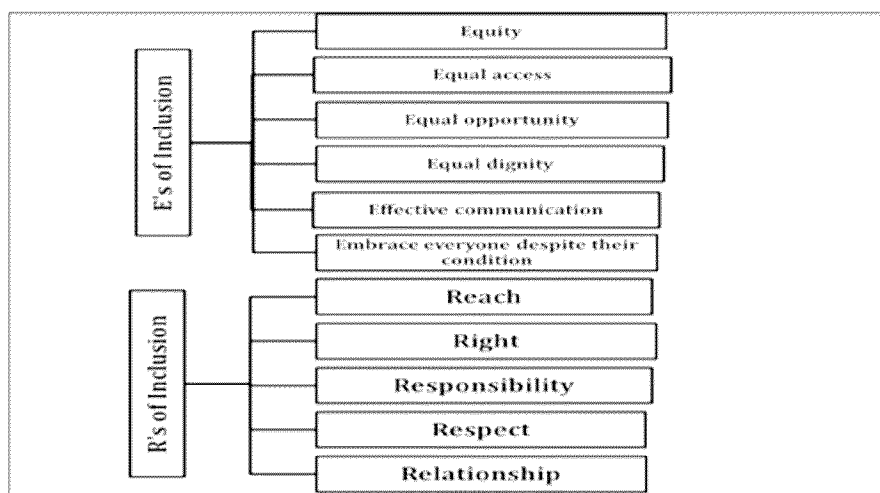 E's of Inclusion
Equity
Equal access
Equal opportunity
Equal dignity
Effective communication
Embrace everyone despite their
condition
R's of Inclusion
Reach
Right
Responsibility
Respect
Relationship